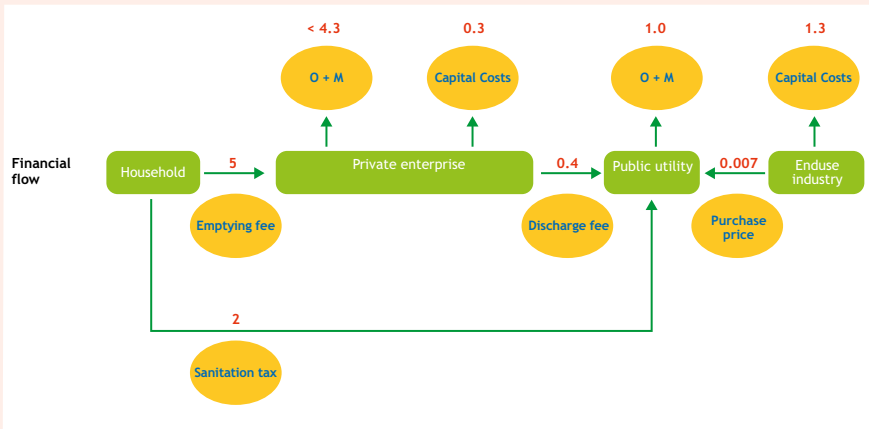 < 4.3
0.3
1.0
1.3
O + M
Capital Costs
O + M
Capital Costs
Financial
flow
Household
5
Private enterprise
0.4
Public utility
0.007
Enduse
industry
Emptying fee
Discharge fee
Purchase
price
2
Sanitation tax